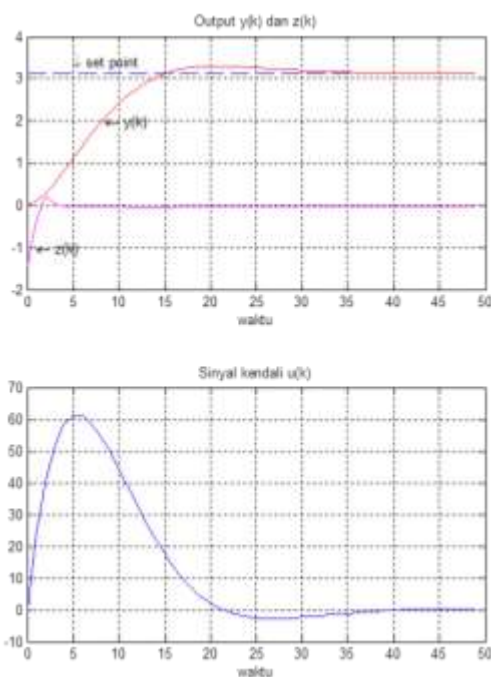 Output y(k) dan z(k)
4
← set point
3
2
← y(k)
1
0
-1
← z(k)
-2
0 5 10 15 20 25 30 35 40 45 50
waktu
Sinyal kendali u(k)
70
60
50
40
30
20
10
0
-10
0 5 10 15 20 25 30 35 40 45 50
waktu